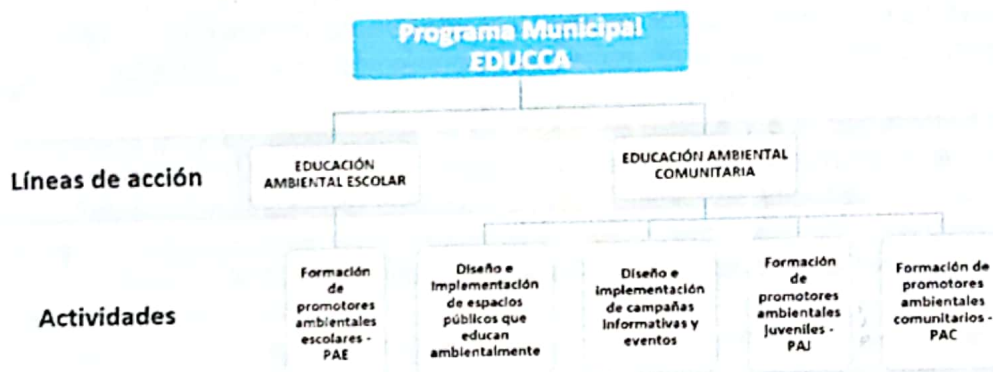 Programa Municipal
EDUCCA
Líneas de acción
EDUCACIÓN
AMBIENTAL ESCOLAR
EDUCACIÓN AMBIENTAL
COMUNITARIA
Actividades
Formación
de
promotores
ambientales
escolares -
PAE
Diseño e
Implementación
de espacios
públicos que
educan
ambientalmente
Diseño e
implementación
de campañas
Informativas y
eventos
Formación
de
promotores
ambientales
Juveniles -
PAJ
Formación de
promotores
ambientales
comunitarios -
PAC